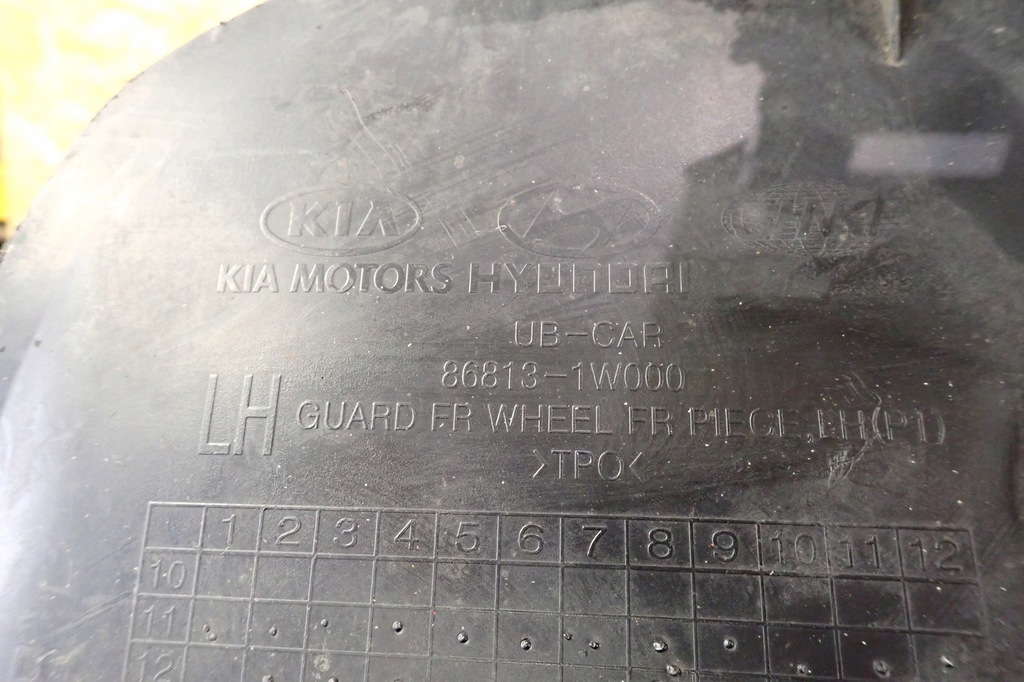 KIA
KIA MOTORS HYUNDAI
UB-CAR
86813-1W000
LH GUARD FR WHEEL FR PIECE,LH(P1)
>TPO<
1 2 3 4 5 6 7 8 9 10 11 12
10
11
12